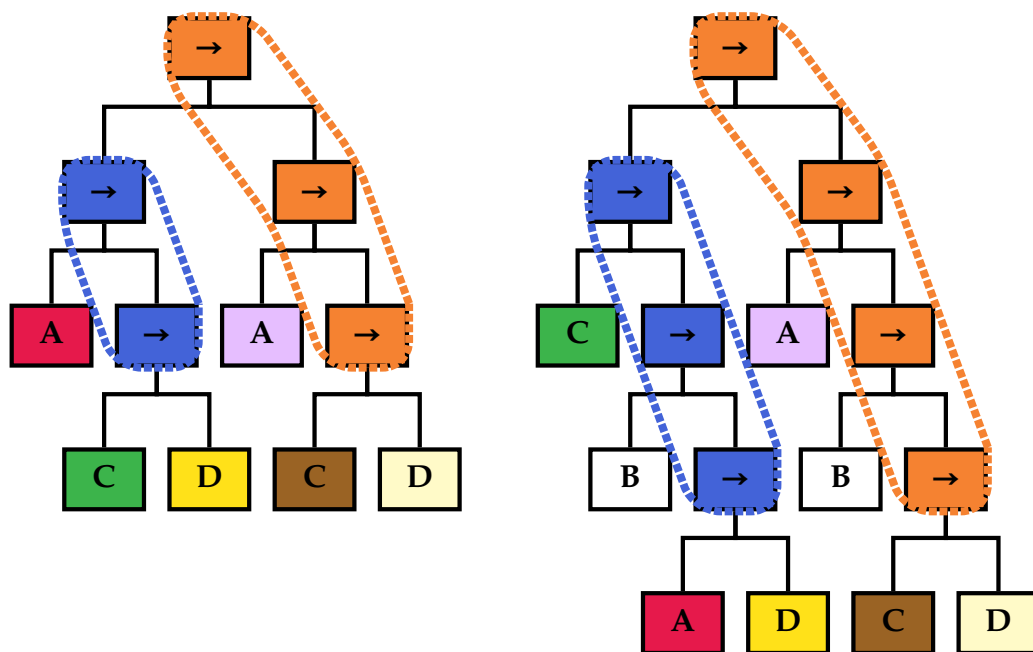 → →
→ → → →
A → A → C → A →
C D C D B → B →
A D C D